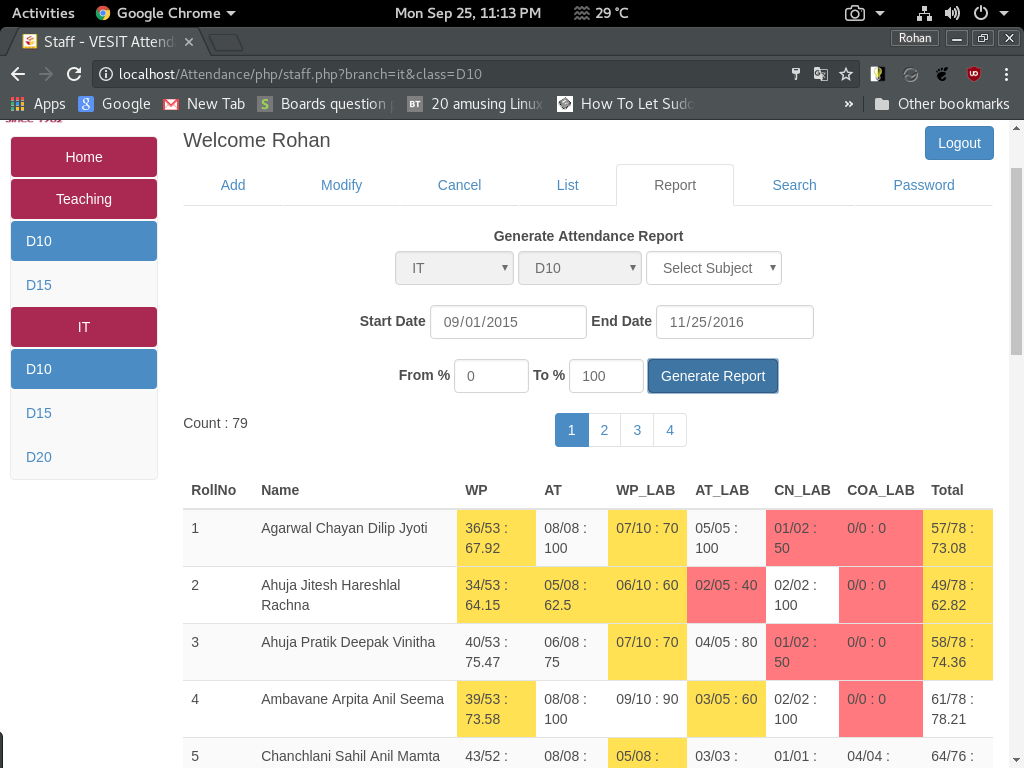 Activities Google Chrome Mon Sep 25, 11:13 PM 29 °C
Staff - VESIT Attend Rohan
localhost/Attendance/php/staff.php?branch=it&class=D10
Apps Google New Tab S Boards question BT 20 amusing Linux How To Let Sudo » Other bookmarks
Welcome Rohan Logout
Home
Teaching
D10
D15
IT
D10
D15
D20
Add Modify Cancel List Report Search Password
Generate Attendance Report
IT D10 Select Subject
Start Date 09/01/2015 End Date 11/25/2016
From % 0 To % 100 Generate Report
Count : 79 1 2 3 4
RollNo Name WP AT WP_LAB AT_LAB CN_LAB COA_LAB Total
1 Agarwal Chayan Dilip Jyoti 36/53 : 08/08 : 07/10 : 70 05/05 : 01/02 : 0/0 : 0 57/78 :
67.92 100 100 50 73.08
2 Ahuja Jitesh Hareshlal 34/53 : 05/08 : 06/10 : 60 02/05 : 40 02/02 : 0/0 : 0 49/78 :
Rachna 64.15 62.5 100 62.82
3 Ahuja Pratik Deepak Vinitha 40/53 : 06/08 : 07/10 : 70 04/05 : 80 01/02 : 0/0 : 0 58/78 :
75.47 75 50 74.36
4 Ambavane Arpita Anil Seema 39/53 : 08/08 : 09/10 : 90 03/05 : 60 02/02 : 0/0 : 0 61/78 :
73.58 100 100 78.21
5 Chanchlani Sahil Anil Mamta 43/52 : 08/08 : 05/08 : 03/03 : 01/01 : 04/04 : 64/76 :